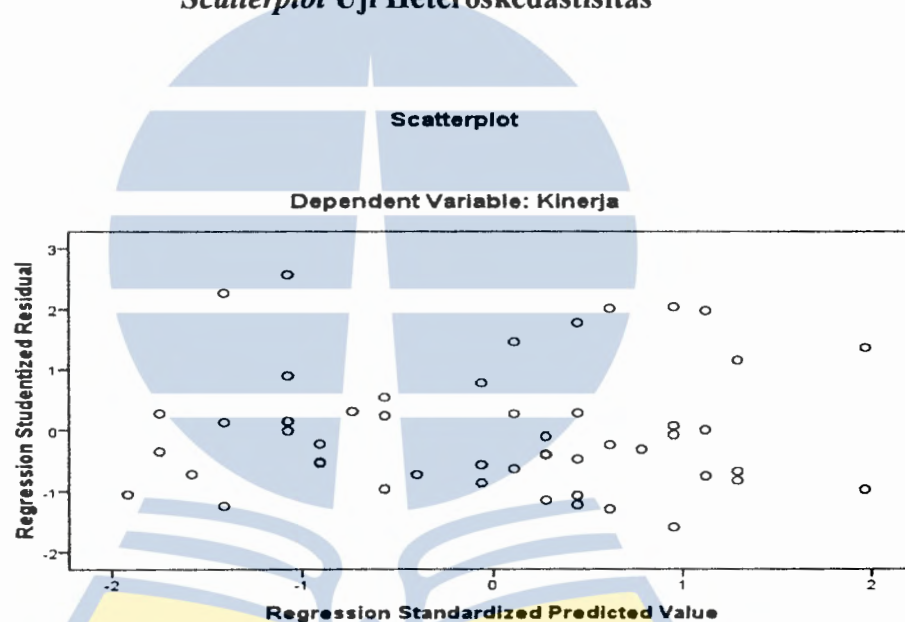 Scatterplot Uji Heteroskedastisitas
Scatterplot
Dependent Variable: Kinerja
Regression Studentized Residual
3
2
1
0
-1
-2
-2
-1
0
1
2
Regression Standardized Predicted Value